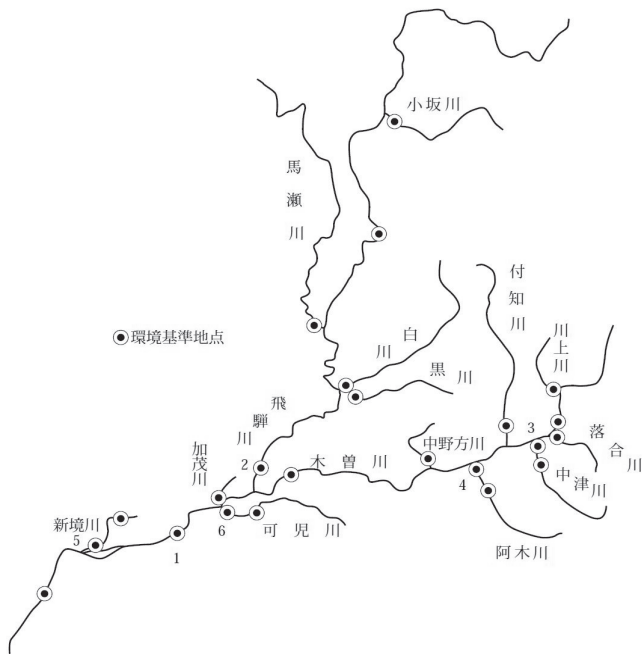 小坂川
馬瀬川
付知川
川上川
環境基準地点
白川
黒川
飛騨川
3
落合川
加茂川
2
木曽川
中野方川
中津川
4
新境川
5
6
可児川
1
阿木川